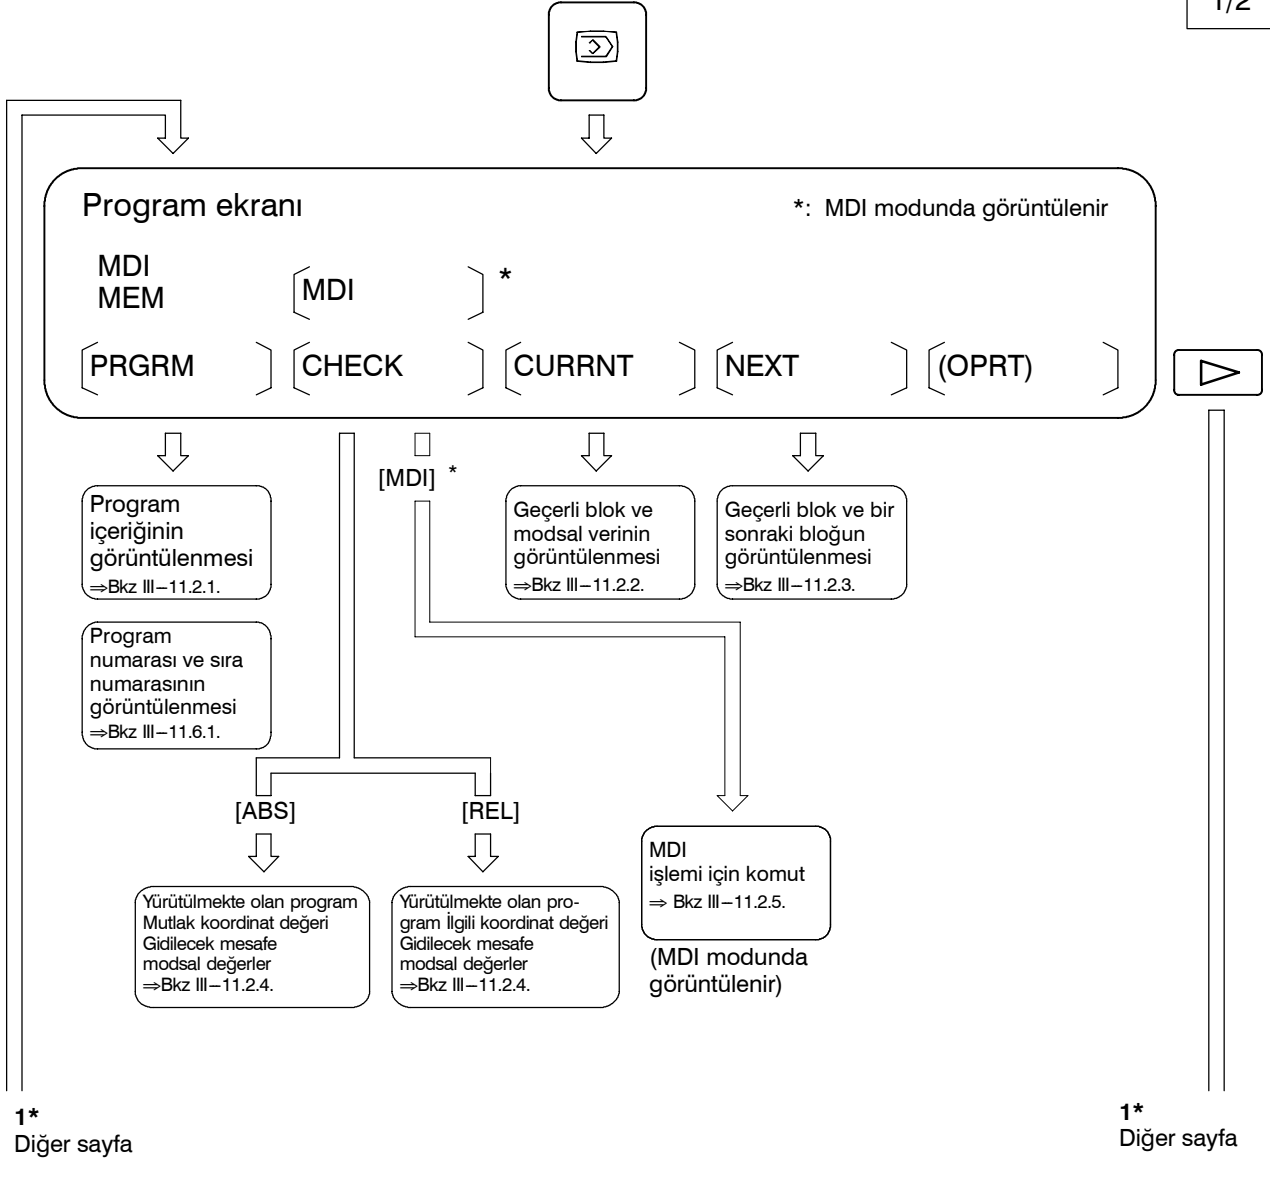 1/2
Program ekranı
*: MDI modunda görüntülenir
MDI
MEM
[MDI] *
[PRGRM] [CHECK] [CURRNT] [NEXT] [(OPRT)]
[MDI] *
Program
içeriğinin
görüntülenmesi
⇒Bkz III−11.2.1.
Geçerli blok ve
modsal verinin
görüntülenmesi
⇒Bkz III−11.2.2.
Geçerli blok ve bir
sonraki bloğun
görüntülenmesi
⇒Bkz III−11.2.3.
Program
numarası ve sıra
numarasının
görüntülenmesi
⇒Bkz III−11.6.1.
[ABS]
[REL]
Yürütülmekte olan program
Mutlak koordinat değeri
Gidilecek mesafe
modsal değerler
⇒Bkz III−11.2.4.
Yürütülmekte olan pro-
gram İlgili koordinat değeri
Gidilecek mesafe
modsal değerler
⇒Bkz III−11.2.4.
MDI
işlemi için komut
⇒ Bkz III−11.2.5.
(MDI modunda
görüntülenir)
1*
Diğer sayfa
1*
Diğer sayfa